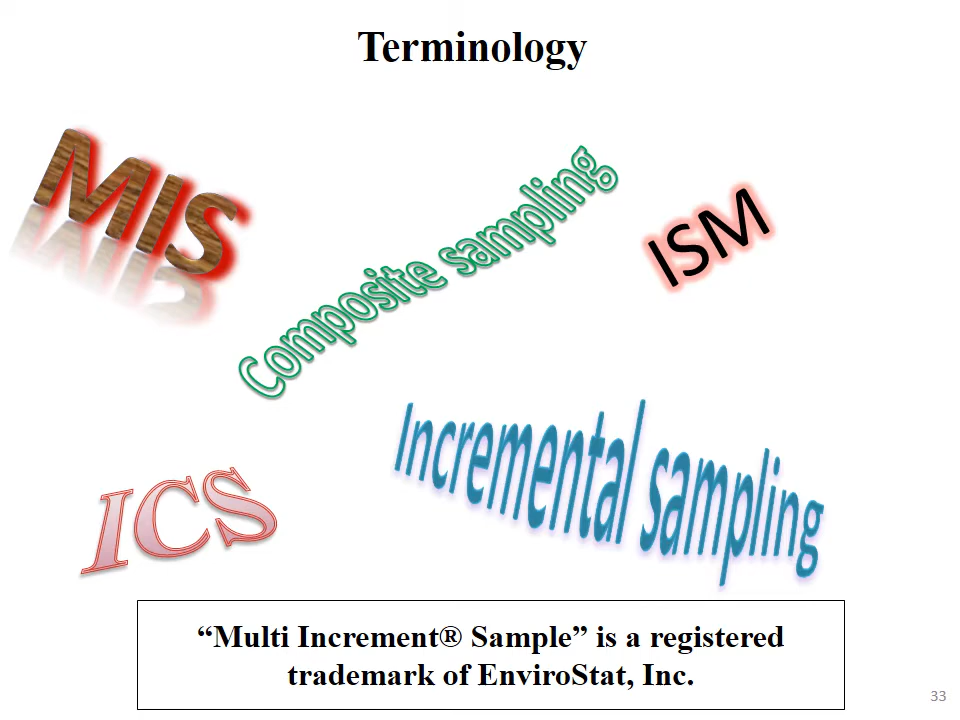 Terminology
MIS
Composite sampling
ISM
Incremental sampling
ICS
“Multi Increment® Sample” is a registered
trademark of EnviroStat, Inc.
33